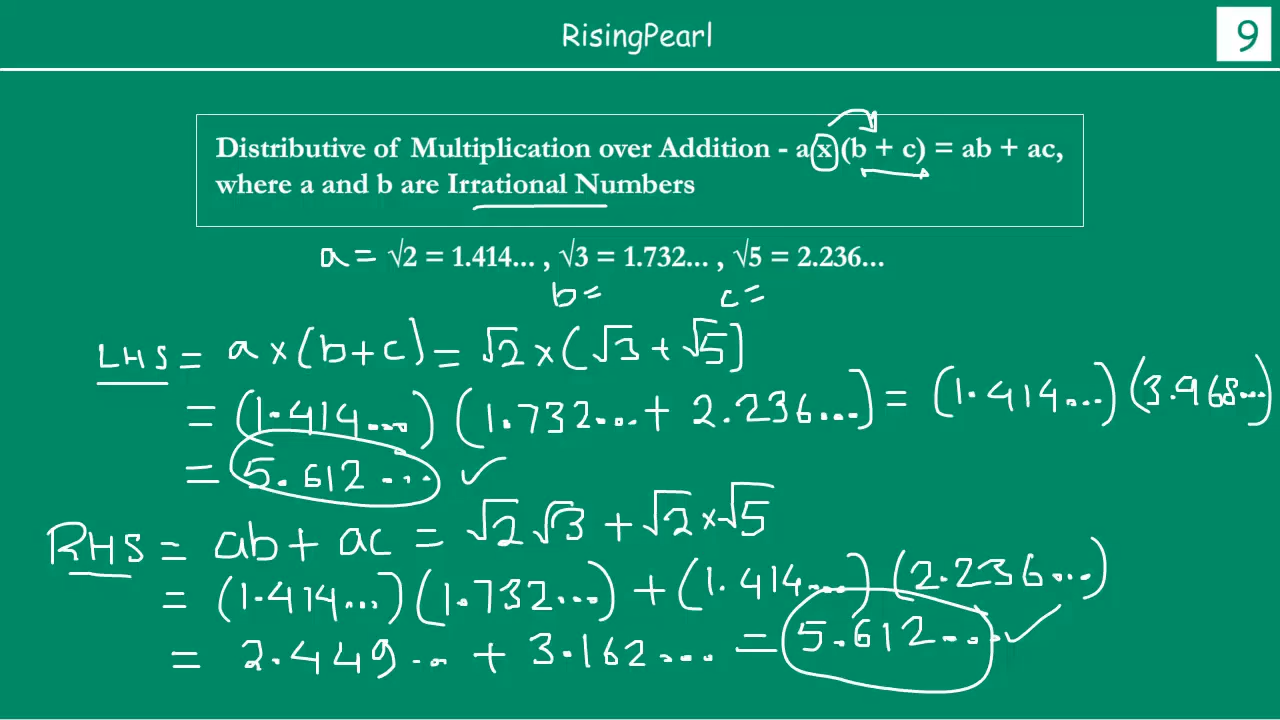 RisingPearl
9
Distributive of Multiplication over Addition - a x (b + c) = ab + ac,
where a and b are Irrational Numbers
a = √2 = 1.414... , √3 = 1.732... , √5 = 2.236...
b = c =
LHS = a × (b + c) = √2 × (√3 + √5)
= (1.414...) (1.732... + 2.236...) = (1.414...) (3.968...)
= 5.612... ✓
RHS = ab + ac = √2 √3 + √2 × √5
= (1.414...) (1.732...) + (1.414...) (2.236...)
= 2.449... + 3.162... = 5.612... ✓